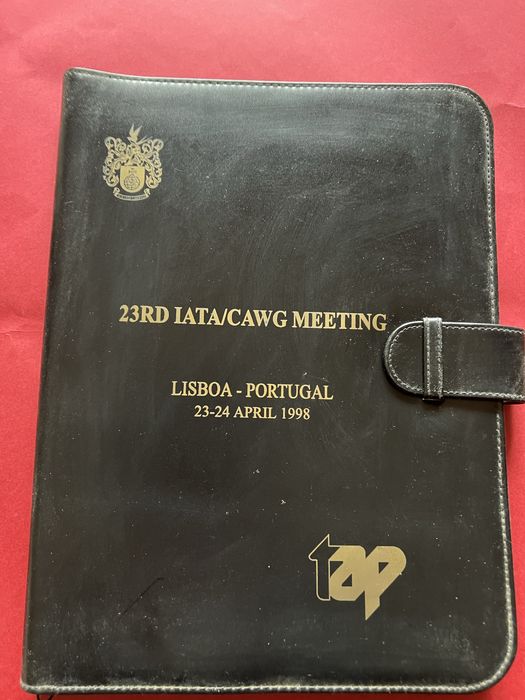 23RD IATA/CAWG MEETING
LISBOA - PORTUGAL
23-24 APRIL 1998
tap